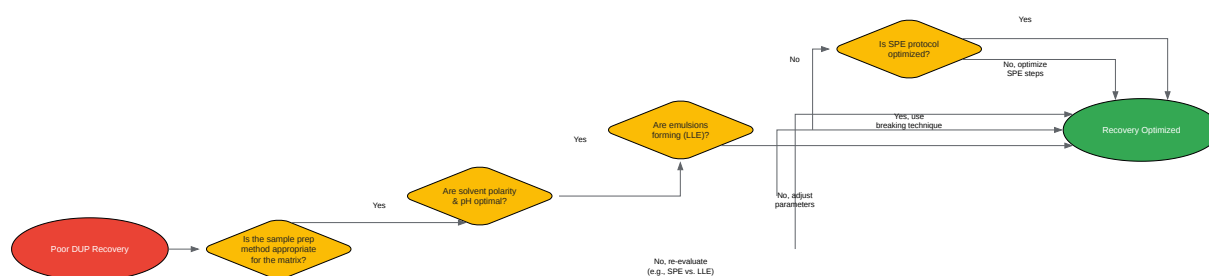 Poor DUP Recovery
Is the sample prep
method appropriate
for the matrix?
Yes
Are solvent polarity
& pH optimal?
Yes
Are emulsions
forming (LLE)?
No
Is SPE protocol
optimized?
Yes
No, optimize
SPE steps
Yes, use
breaking technique
No, adjust
parameters
No, re-evaluate
(e.g., SPE vs. LLE)
Recovery Optimized